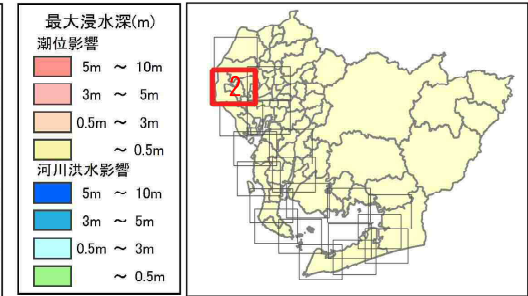 最大浸水深(m)
潮位影響
5m ～ 10m
3m ～ 5m
0.5m ～ 3m
～ 0.5m
河川洪水影響
5m ～ 10m
3m ～ 5m
0.5m ～ 3m
～ 0.5m
2